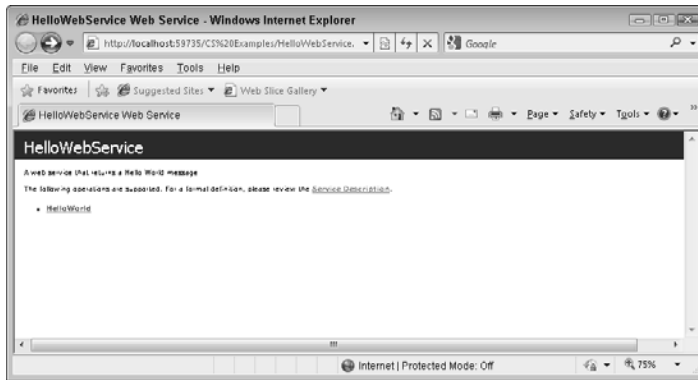 HelloWebService Web Service - Windows Internet Explorer
http://localhost:59735/CS%20Examples/HelloWebService.
Google
File Edit View Favorites Tools Help
Favorites Suggested Sites Web Slice Gallery
HelloWebService Web Service
Page Safety Tools
HelloWebService
A web service that returns a Hello World message
The following operations are supported. For a formal definition, please review the Service Description.
HelloWorld
Internet | Protected Mode: Off
75%